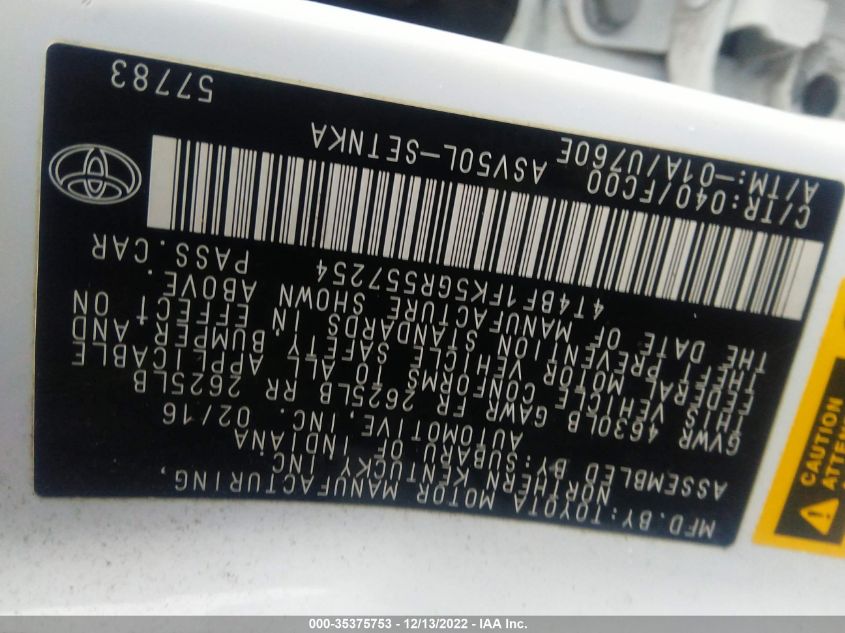 MFD. BY: TOYOTA MOTOR MANUFACTURING,
NORTHERN KENTUCKY INC.
ASSEMBLED BY: SUBARU OF INDIANA
AUTOMOTIVE, INC. 02/16
GVWR 4630LB GAWR FR 2625LB RR 2625LB
THIS VEHICLE CONFORMS TO ALL APPLICABLE
FEDERAL MOTOR VEHICLE SAFETY BUMPER, AND
THEFT PREVENTION STANDARDS IN EFFECT ON
THE DATE OF MANUFACTURE SHOWN ABOVE.
4T4BF1FK5GR557254 PASS. CAR
C/TR:040/FC00 ASV50L-SETNKA
A/TM:-01A/U760E
57783
CAUTION
000-35375753 - 12/13/2022 - IAA Inc.